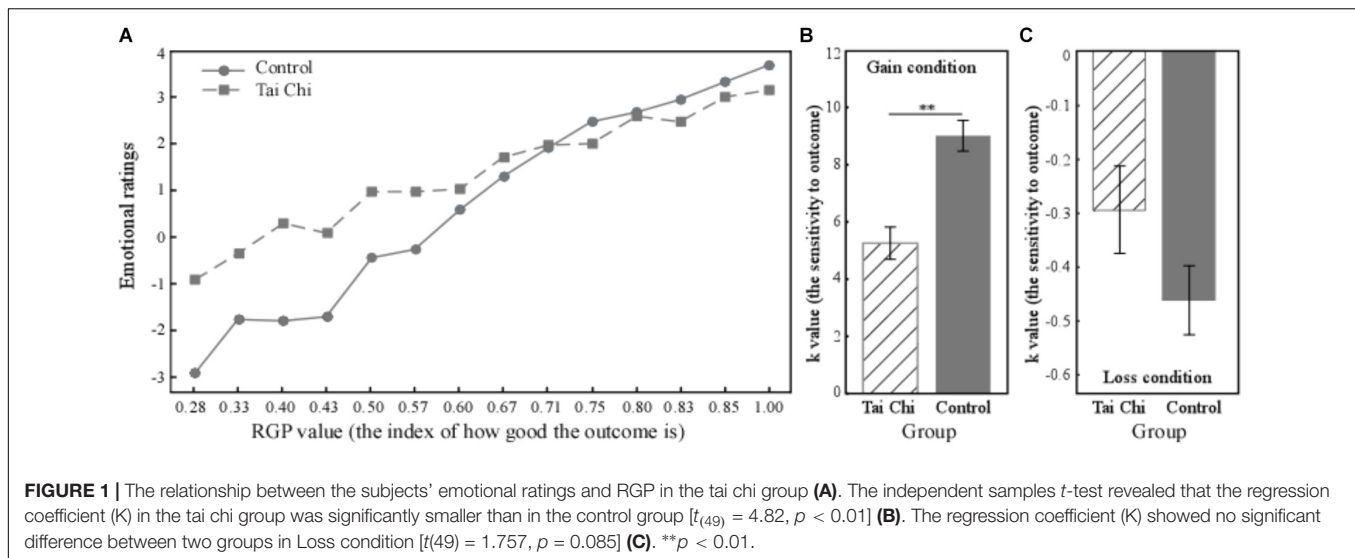 A
B
C
4
3
2
1
0
-1
-2
-3
Emotional ratings
Control
Tai Chi
0.28 0.33 0.40 0.43 0.50 0.57 0.60 0.67 0.71 0.75 0.80 0.83 0.85 1.00
RGP value (the index of how good the outcome is)
12
10
8
6
4
2
0
k value (the sensitivity to outcome)
Gain condition
**
Tai Chi Control
Group
0
-0.1
-0.2
-0.3
-0.4
-0.5
-0.6
k value (the sensitivity to outcome)
Loss condition
Tai Chi Control
Group
FIGURE 1 | The relationship between the subjects' emotional ratings and RGP in the tai chi group (A). The independent samples t-test revealed that the regression
coefficient (K) in the tai chi group was significantly smaller than in the control group [t(49) = 4.82, p < 0.01] (B). The regression coefficient (K) showed no significant
difference between two groups in Loss condition [t(49) = 1.757, p = 0.085] (C). **p < 0.01.